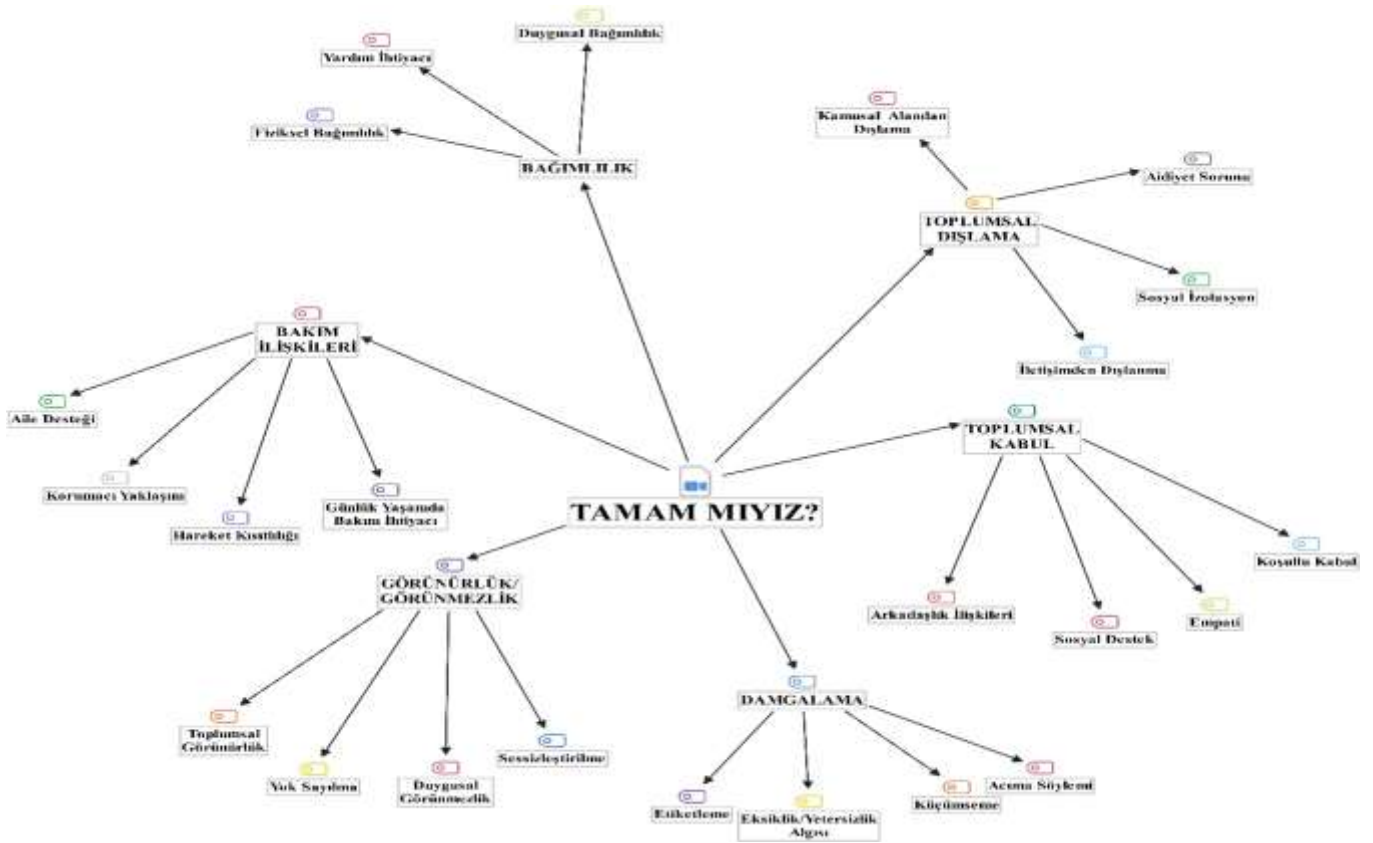 Duygusal Bağımlılık
Yardım İhtiyacı
Fiziksel Bağımlılık
BAĞIMLILIK
Kamusal Alandan
Dışlama
Aidiyet Sorunu
TOPLUMSAL
DIŞLAMA
Sosyal İzolasyon
İletişimden Dışlanma
BAKIM
İLİŞKİLERİ
Aile Desteği
Korumacı Yaklaşım
Hareket Kısıtlılığı
Günlük Yaşamda
Bakım İhtiyacı
TOPLUMSAL
KABUL
Arkadaşlık İlişkileri
Sosyal Destek
Empati
Koşullu Kabul
TAMAM MIYIZ?
GÖRÜNÜRLÜK/
GÖRÜNMEZLİK
Toplumsal
Görünürlük
Yok Sayılma
Duygusal
Görünmezlik
Sessizleştirilme
DAMGALAMA
Etiketleme
Eksiklik/Yetersizlik
Algısı
Küçümseme
Acıma Söylemi